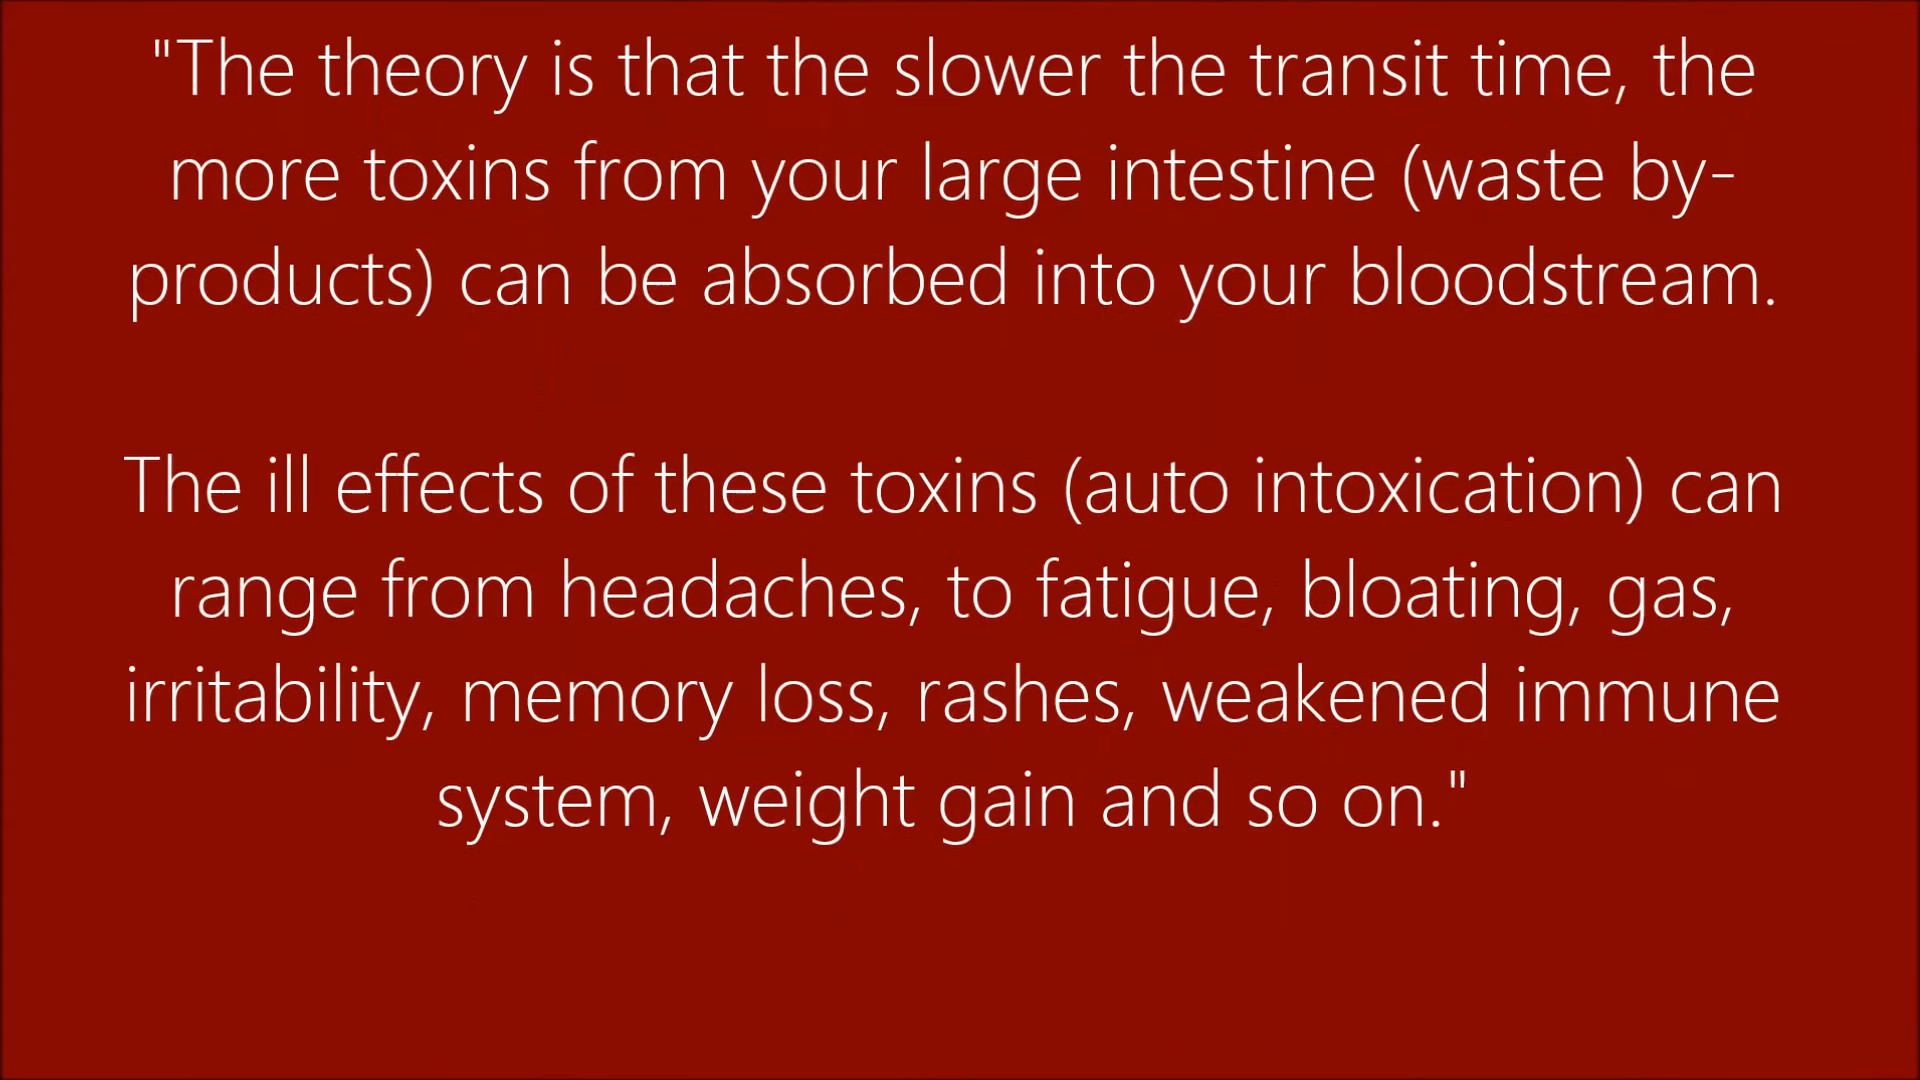 "The theory is that the slower the transit time, the
more toxins from your large intestine (waste by-
products) can be absorbed into your bloodstream.
The ill effects of these toxins (auto intoxication) can
range from headaches, to fatigue, bloating, gas,
irritability, memory loss, rashes, weakened immune
system, weight gain and so on."